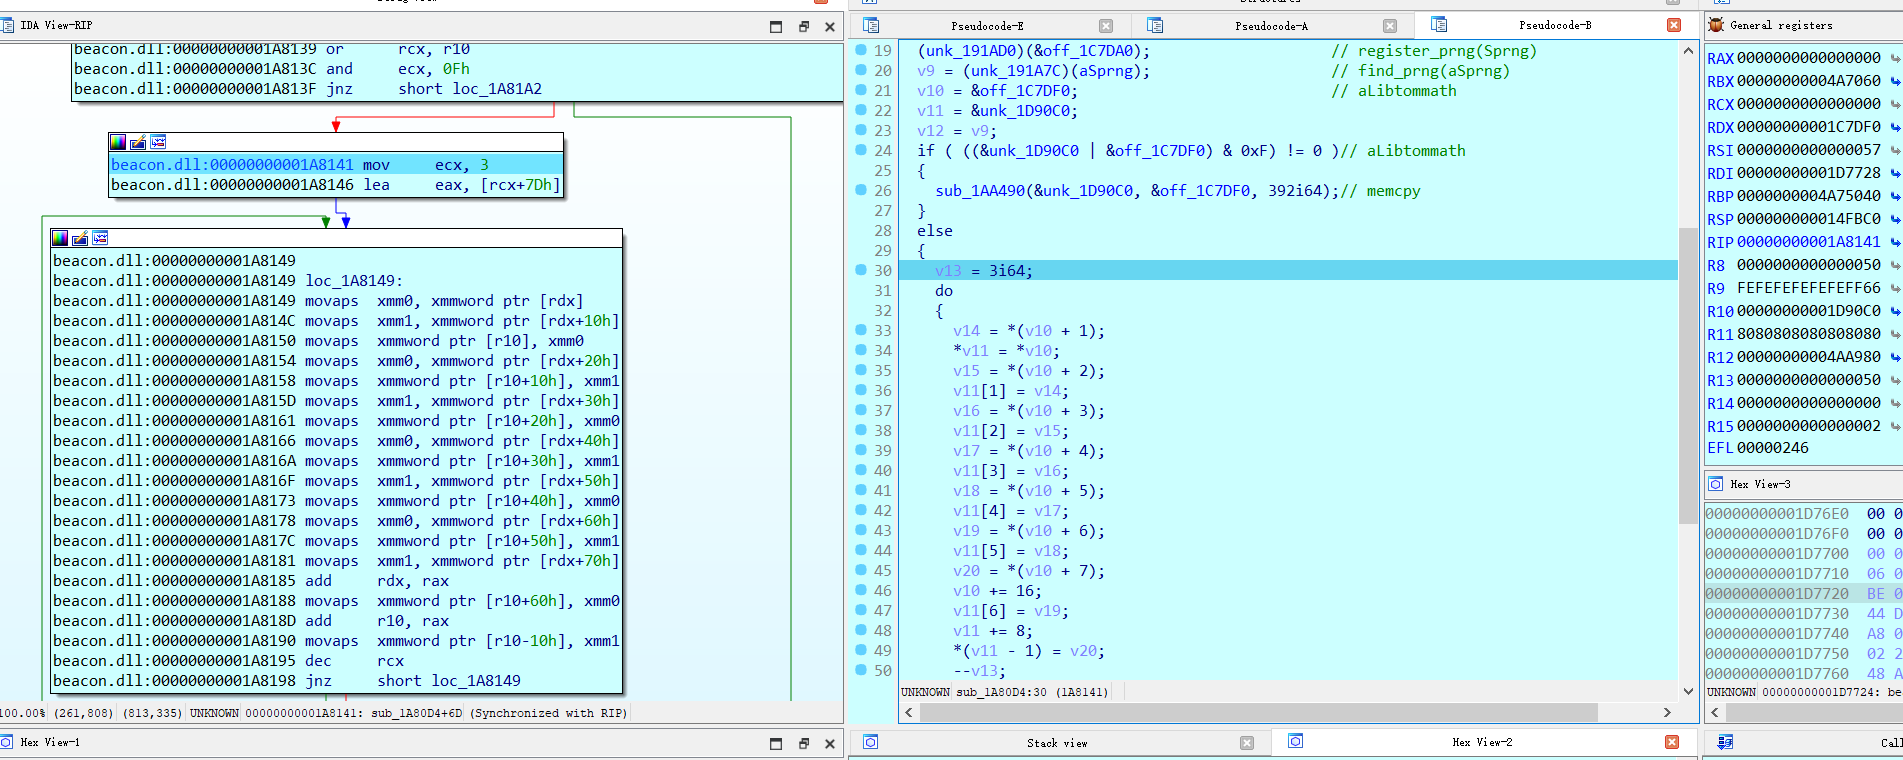 IDA View-RIP
beacon.dll:00000000001A8139 or rcx, r10
beacon.dll:00000000001A813C and ecx, 0Fh
beacon.dll:00000000001A813F jnz short loc_1A81A2
beacon.dll:00000000001A8141 mov ecx, 3
beacon.dll:00000000001A8146 lea eax, [rcx+7Dh]
beacon.dll:00000000001A8149
beacon.dll:00000000001A8149 loc_1A8149:
beacon.dll:00000000001A8149 movaps xmm0, xmmword ptr [rdx]
beacon.dll:00000000001A814C movaps xmm1, xmmword ptr [rdx+10h]
beacon.dll:00000000001A8150 movaps xmmword ptr [r10], xmm0
beacon.dll:00000000001A8154 movaps xmm0, xmmword ptr [rdx+20h]
beacon.dll:00000000001A8158 movaps xmmword ptr [r10+10h], xmm1
beacon.dll:00000000001A815D movaps xmm1, xmmword ptr [rdx+30h]
beacon.dll:00000000001A8161 movaps xmmword ptr [r10+20h], xmm0
beacon.dll:00000000001A8166 movaps xmm0, xmmword ptr [rdx+40h]
beacon.dll:00000000001A816A movaps xmmword ptr [r10+30h], xmm1
beacon.dll:00000000001A816F movaps xmm1, xmmword ptr [rdx+50h]
beacon.dll:00000000001A8173 movaps xmmword ptr [r10+40h], xmm0
beacon.dll:00000000001A8178 movaps xmm0, xmmword ptr [rdx+60h]
beacon.dll:00000000001A817C movaps xmmword ptr [r10+50h], xmm1
beacon.dll:00000000001A8181 movaps xmm1, xmmword ptr [rdx+70h]
beacon.dll:00000000001A8185 add rdx, rax
beacon.dll:00000000001A8188 movaps xmmword ptr [r10+60h], xmm0
beacon.dll:00000000001A818D add r10, rax
beacon.dll:00000000001A8190 movaps xmmword ptr [r10-10h], xmm1
beacon.dll:00000000001A8195 dec rcx
beacon.dll:00000000001A8198 jnz short loc_1A8149
100.00% (261,808) (813,335) UNKNOWN 00000000001A8141: sub_1A80D4+6D (Synchronized with RIP)
Hex View-1
Pseudocode-E Pseudocode-A Pseudocode-B
19 (unk_191AD0)(&off_1C7DA0); // register_prng(Sprng)
20 v9 = (unk_191A7C)(aSprng); // find_prng(aSprng)
21 v10 = &off_1C7DF0; // aLibtommath
22 v11 = &unk_1D90C0;
23 v12 = v9;
24 if ( ((&unk_1D90C0 | &off_1C7DF0) & 0xF) != 0 )// aLibtommath
25 {
26 sub_1AA490(&unk_1D90C0, &off_1C7DF0, 392i64);// memcpy
27 }
28 else
29 {
30 v13 = 3i64;
31 do
32 {
33 v14 = *(v10 + 1);
34 *v11 = *v10;
35 v15 = *(v10 + 2);
36 v11[1] = v14;
37 v16 = *(v10 + 3);
38 v11[2] = v15;
39 v17 = *(v10 + 4);
40 v11[3] = v16;
41 v18 = *(v10 + 5);
42 v11[4] = v17;
43 v19 = *(v10 + 6);
44 v11[5] = v18;
45 v20 = *(v10 + 7);
46 v10 += 16;
47 v11[6] = v19;
48 v11 += 8;
49 *(v11 - 1) = v20;
50 --v13;
UNKNOWN sub_1A80D4:30 (1A8141)
Stack view Hex View-2
General registers
RAX 0000000000000000
RBX 00000000004A7060
RCX 0000000000000000
RDX 00000000001C7DF0
RSI 0000000000000057
RDI 00000000001D7728
RBP 0000000004A75040
RSP 000000000014FBC0
RIP 00000000001A8141
R8 0000000000000050
R9 FEFEFEFEFEFEFF66
R10 00000000001D90C0
R11 8080808080808080
R12 00000000004AA980
R13 0000000000000050
R14 0000000000000000
R15 0000000000000002
EFL 00000246
Hex View-3
00000000001D76E0 00 0
00000000001D76F0 00 0
00000000001D7700 00 0
00000000001D7710 06 0
00000000001D7720 BE 0
00000000001D7730 44 D
00000000001D7740 A8 0
00000000001D7750 02 2
00000000001D7760 48 A
UNKNOWN 00000000001D7724: be
Call